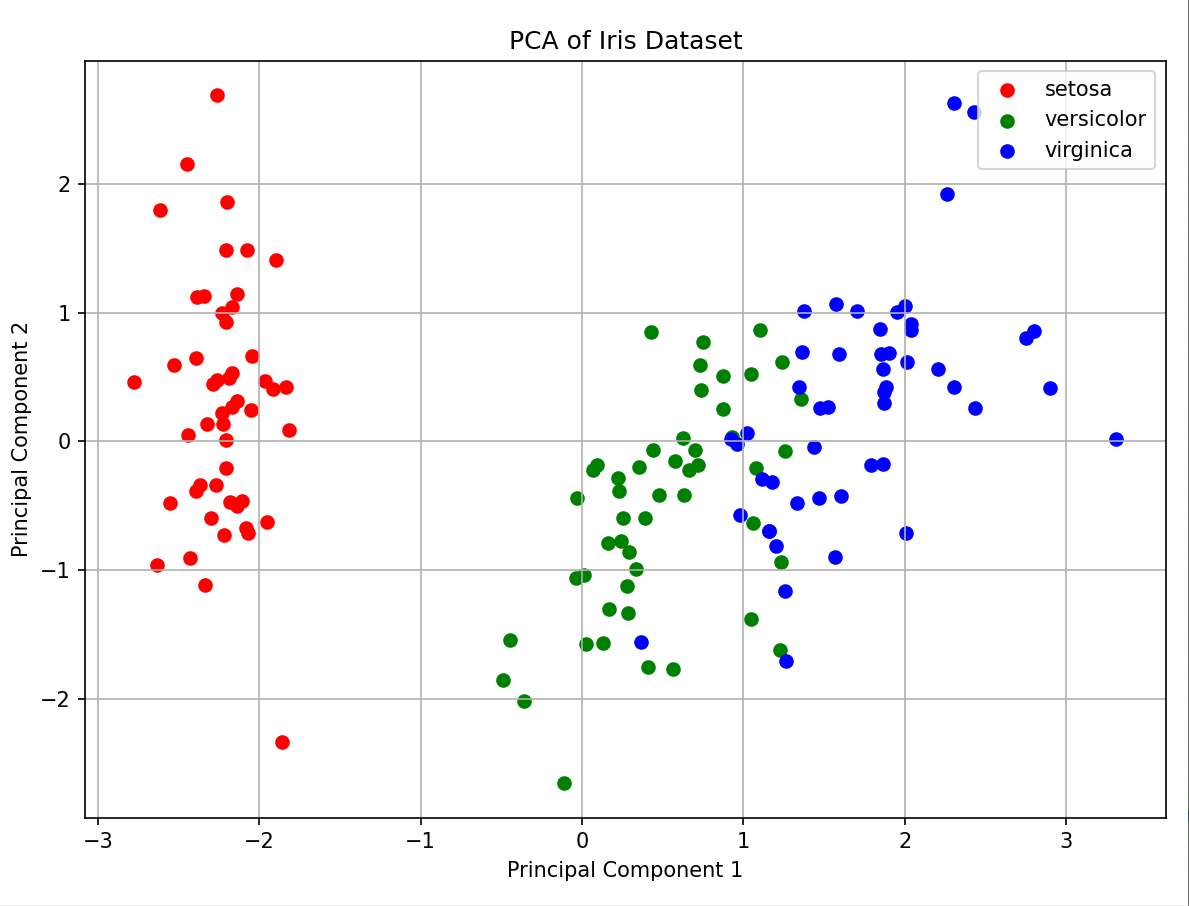 PCA of Iris Dataset
setosa
versicolor
virginica
2
1
0
−1
−2
Principal Component 2
−3 −2 −1 0 1 2 3
Principal Component 1